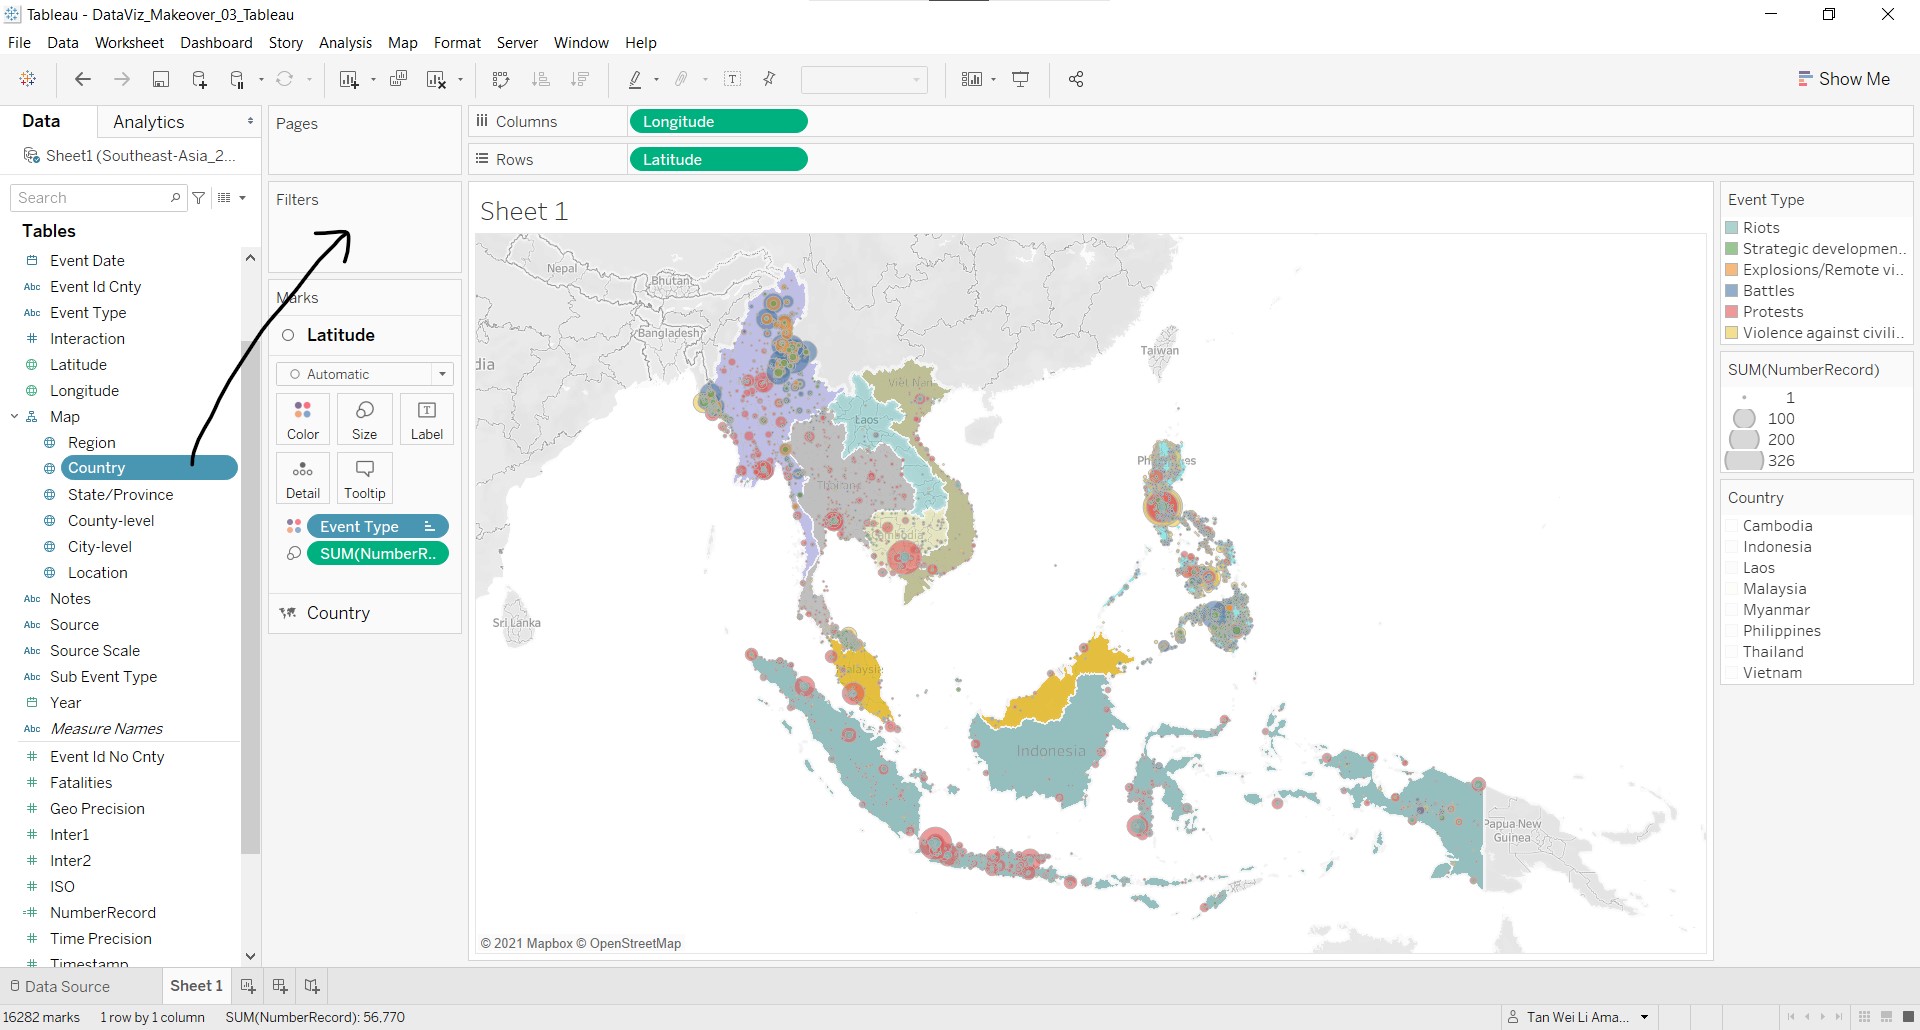 Tableau - DataViz_Makeover_03_Tableau
File Data Worksheet Dashboard Story Analysis Map Format Server Window Help
Show Me
Data Analytics
Sheet1 (Southeast-Asia_2...
Search
Tables
Event Date
Abc Event Id Cnty
Abc Event Type
Interaction
Latitude
Longitude
Map
Region
Country
State/Province
County-level
City-level
Location
Abc Notes
Abc Source
Abc Source Scale
Abc Sub Event Type
Year
Abc Measure Names
Event Id No Cnty
Fatalities
Geo Precision
Inter1
Inter2
ISO
NumberRecord
Time Precision
Timestamp
Pages
Filters
Marks
Latitude
Automatic
Color Size Label
Detail Tooltip
Event Type
SUM(NumberR..
Country
Columns Longitude
Rows Latitude
Sheet 1
Nepal
Bhutan
Bangladesh
dia
Taiwan
Viet Nam
Laos
Thailand
Cambodia
Philippines
Sri Lanka
Malaysia
Indonesia
Papua New
Guinea
© 2021 Mapbox © OpenStreetMap
Event Type
Riots
Strategic developmen..
Explosions/Remote vi..
Battles
Protests
Violence against civili..
SUM(NumberRecord)
1
100
200
326
Country
Cambodia
Indonesia
Laos
Malaysia
Myanmar
Philippines
Thailand
Vietnam
Data Source Sheet 1
16282 marks 1 row by 1 column SUM(NumberRecord): 56,770
Tan Wei Li Ama...